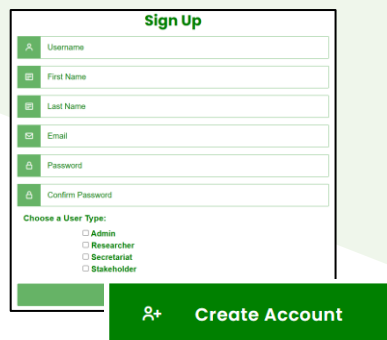 Sign Up
Username
First Name
Last Name
Email
Password
Confirm Password
Choose a User Type:
Admin
Researcher
Secretariat
Stakeholder
Create Account